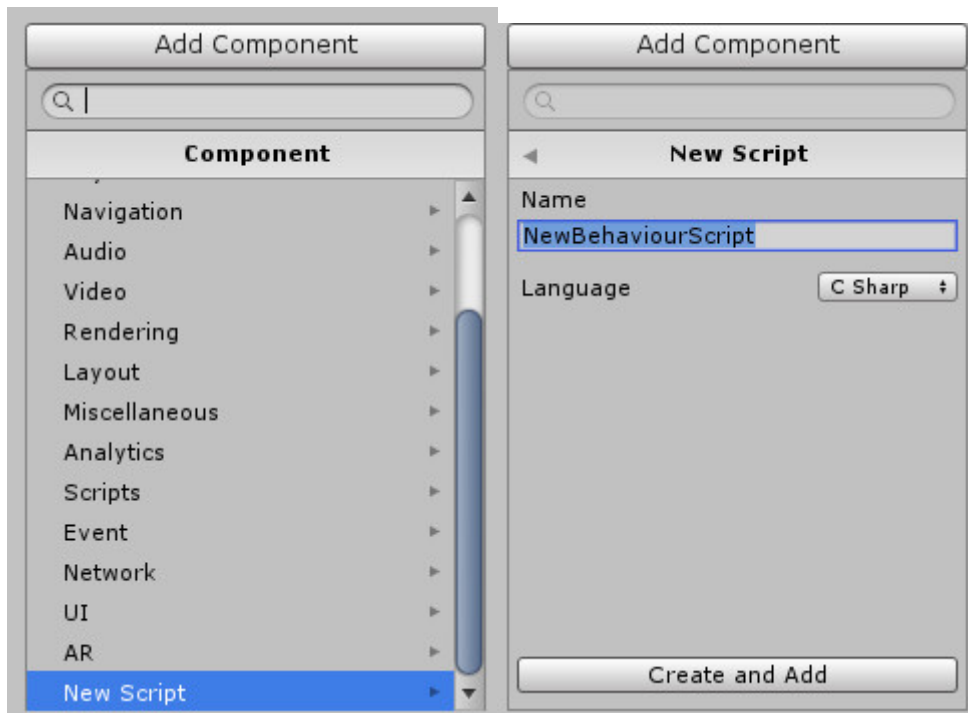 Add Component
Component
Navigation
Audio
Video
Rendering
Layout
Miscellaneous
Analytics
Scripts
Event
Network
UI
AR
New Script
Add Component
New Script
Name
NewBehaviourScript
Language
C Sharp
Create and Add